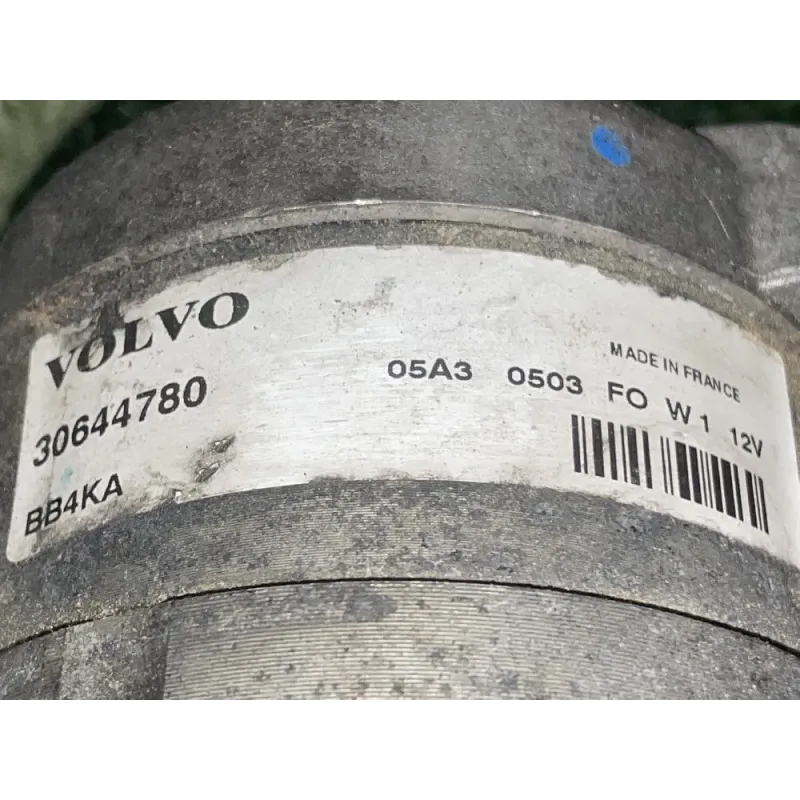 VOLVO
30644780
BB4KA
MADE IN FRANCE
05A3 0503 FO W1 12V